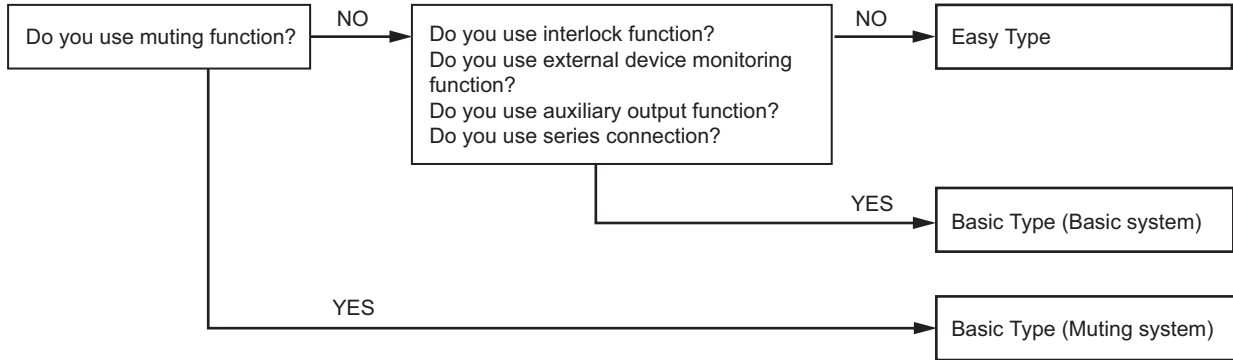 Do you use muting function?
NO
Do you use interlock function?
Do you use external device monitoring
function?
Do you use auxiliary output function?
Do you use series connection?
NO
Easy Type
YES
Basic Type (Basic system)
YES
Basic Type (Muting system)